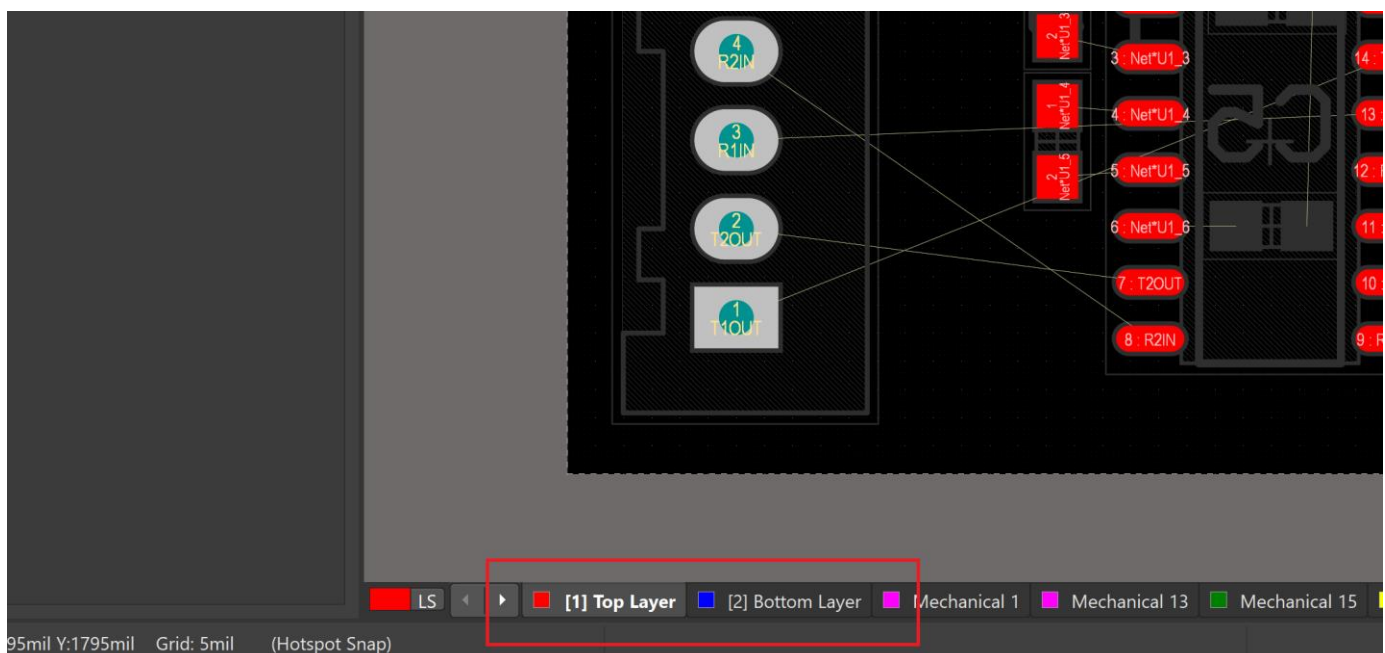 4
R2IN
3
R1IN
2
T2OUT
1
T1OUT
2
Net*U1_3
1
Net*U1_4
2
Net*U1_5
3 : Net*U1_3
4 : Net*U1_4
5 : Net*U1_5
6 : Net*U1_6
7 : T2OUT
8 : R2IN
C5
14 :
13 :
12 :
11 :
10 :
9 :
LS [1] Top Layer [2] Bottom Layer Mechanical 1 Mechanical 13 Mechanical 15
95mil Y:1795mil Grid: 5mil (Hotspot Snap)